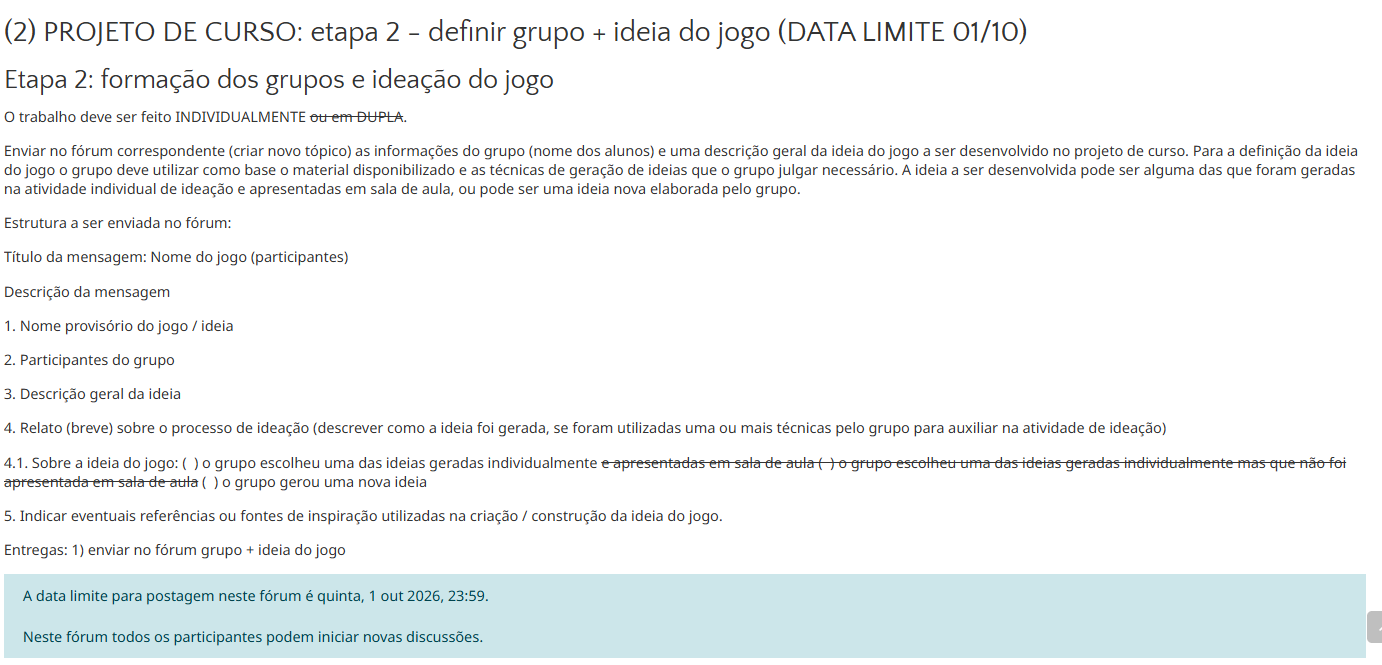 (2) PROJETO DE CURSO: etapa 2 – definir grupo + ideia do jogo (DATA LIMITE 01/10)
Etapa 2: formação dos grupos e ideação do jogo
O trabalho deve ser feito INDIVIDUALMENTE ou em DUPLA.
Enviar no fórum correspondente (criar novo tópico) as informações do grupo (nome dos alunos) e uma descrição geral da ideia do jogo a ser desenvolvido no projeto de curso. Para a definição da ideia
do jogo o grupo deve utilizar como base o material disponibilizado e as técnicas de geração de ideias que o grupo julgar necessário. A ideia a ser desenvolvida pode ser alguma das que foram geradas
na atividade individual de ideação e apresentadas em sala de aula, ou pode ser uma ideia nova elaborada pelo grupo.
Estrutura a ser enviada no fórum:
Título da mensagem: Nome do jogo (participantes)
Descrição da mensagem
1. Nome provisório do jogo / ideia
2. Participantes do grupo
3. Descrição geral da ideia
4. Relato (breve) sobre o processo de ideação (descrever como a ideia foi gerada, se foram utilizadas uma ou mais técnicas pelo grupo para auxiliar na atividade de ideação)
4.1. Sobre a ideia do jogo: (  ) o grupo escolheu uma das ideias geradas individualmente e apresentadas em sala de aula (  ) o grupo escolheu uma das ideias geradas individualmente mas que não foi
apresentada em sala de aula (  ) o grupo gerou uma nova ideia
5. Indicar eventuais referências ou fontes de inspiração utilizadas na criação / construção da ideia do jogo.
Entregas: 1) enviar no fórum grupo + ideia do jogo
A data limite para postagem neste fórum é quinta, 1 out 2026, 23:59.
Neste fórum todos os participantes podem iniciar novas discussões.